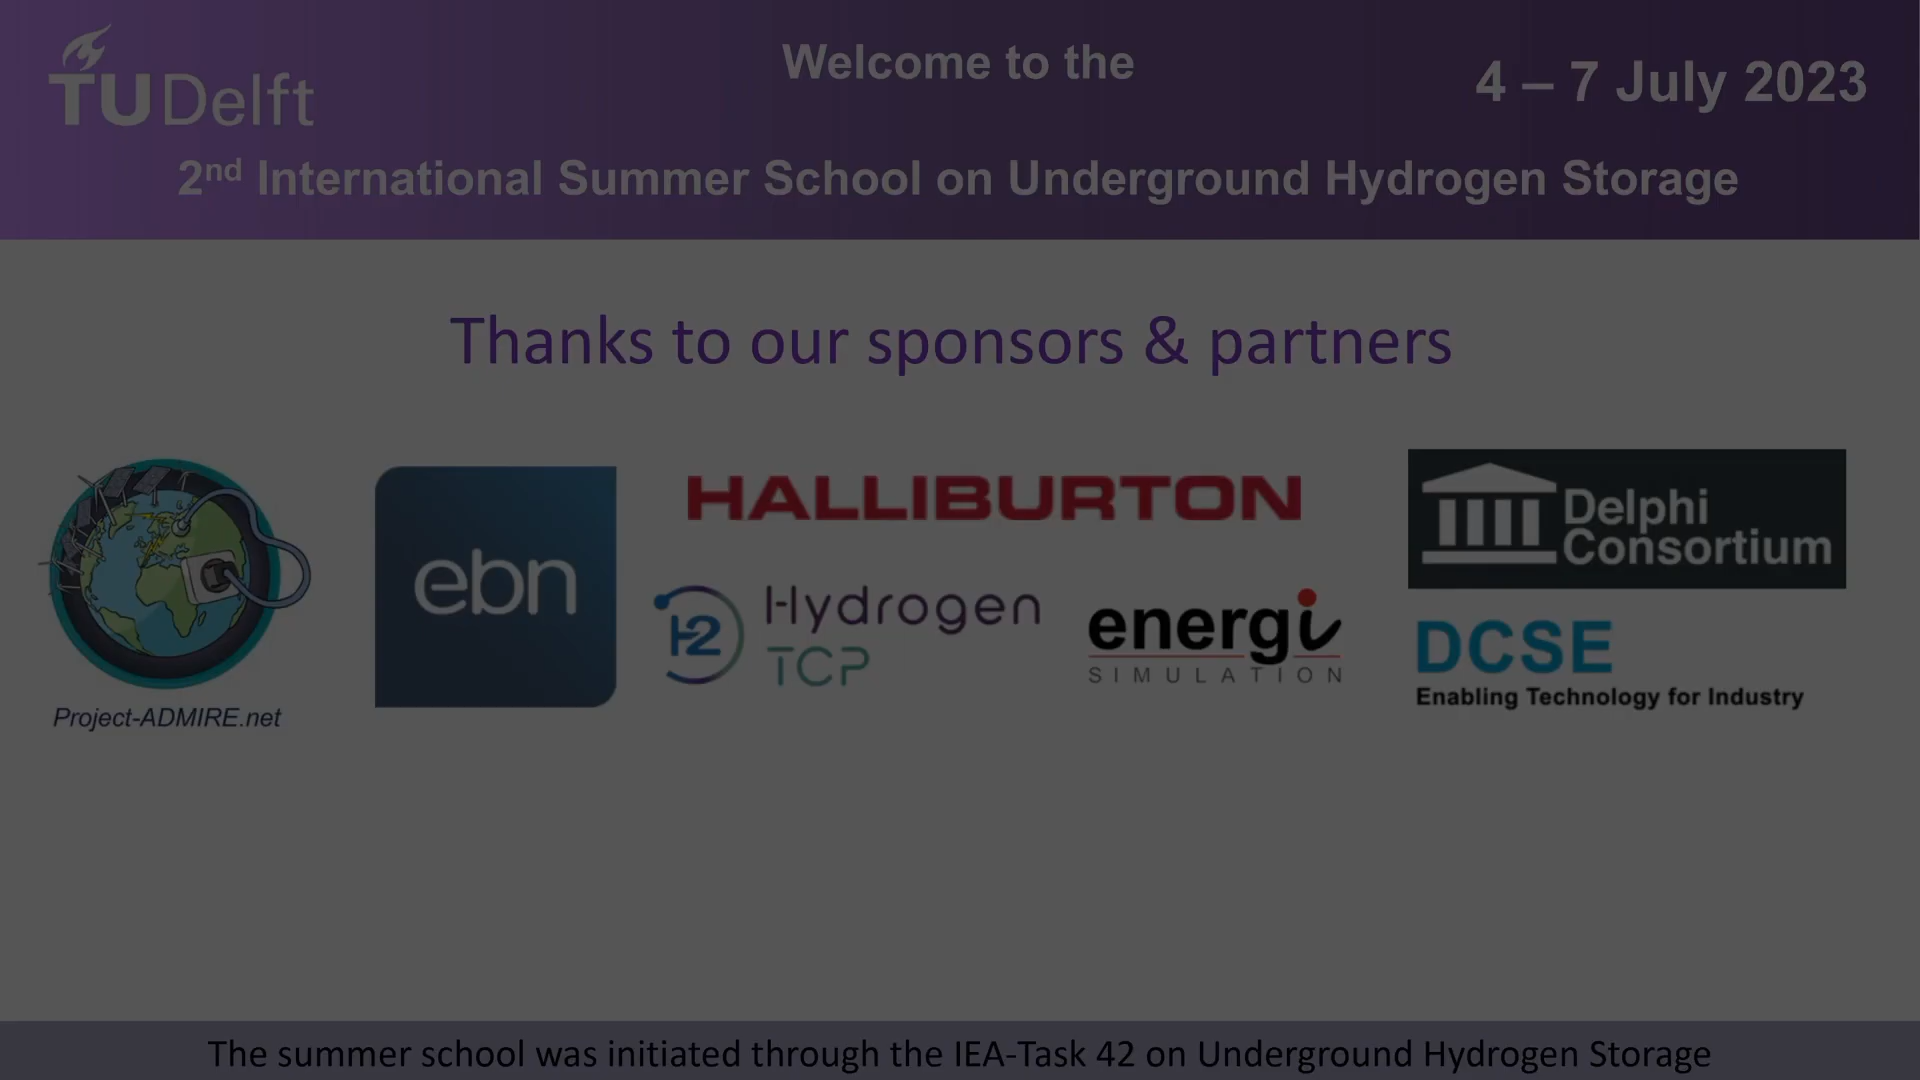 TUDelft
Welcome to the
4 – 7 July 2023
2nd International Summer School on Underground Hydrogen Storage
Thanks to our sponsors & partners
Project-ADMIRE.net
ebn
HALLIBURTON
H2
Hydrogen
TCP
energi
SIMULATION
Delphi
Consortium
DCSE
Enabling Technology for Industry
The summer school was initiated through the IEA-Task 42 on Underground Hydrogen Storage